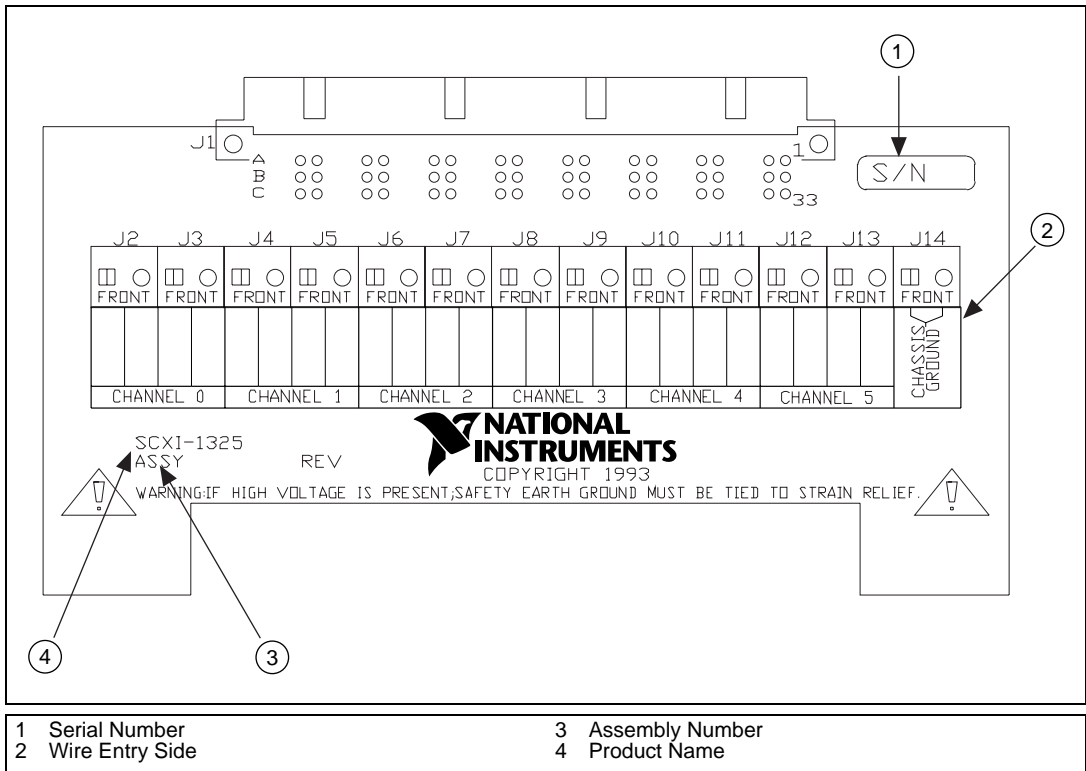 1
J1
1
A
B
C
33
S/N
2
J2 J3 J4 J5 J6 J7 J8 J9 J10 J11 J12 J13 J14
FRONT FRONT FRONT FRONT FRONT FRONT FRONT FRONT FRONT FRONT FRONT FRONT FRONT
CHASSIS
GROUND
CHANNEL 0 CHANNEL 1 CHANNEL 2 CHANNEL 3 CHANNEL 4 CHANNEL 5
NATIONAL
INSTRUMENTS
SCXI-1325
ASSY REV
COPYRIGHT 1993
WARNING:IF HIGH VOLTAGE IS PRESENT;SAFETY EARTH GROUND MUST BE TIED TO STRAIN RELIEF.
! !
4 3
1 Serial Number
2 Wire Entry Side
3 Assembly Number
4 Product Name